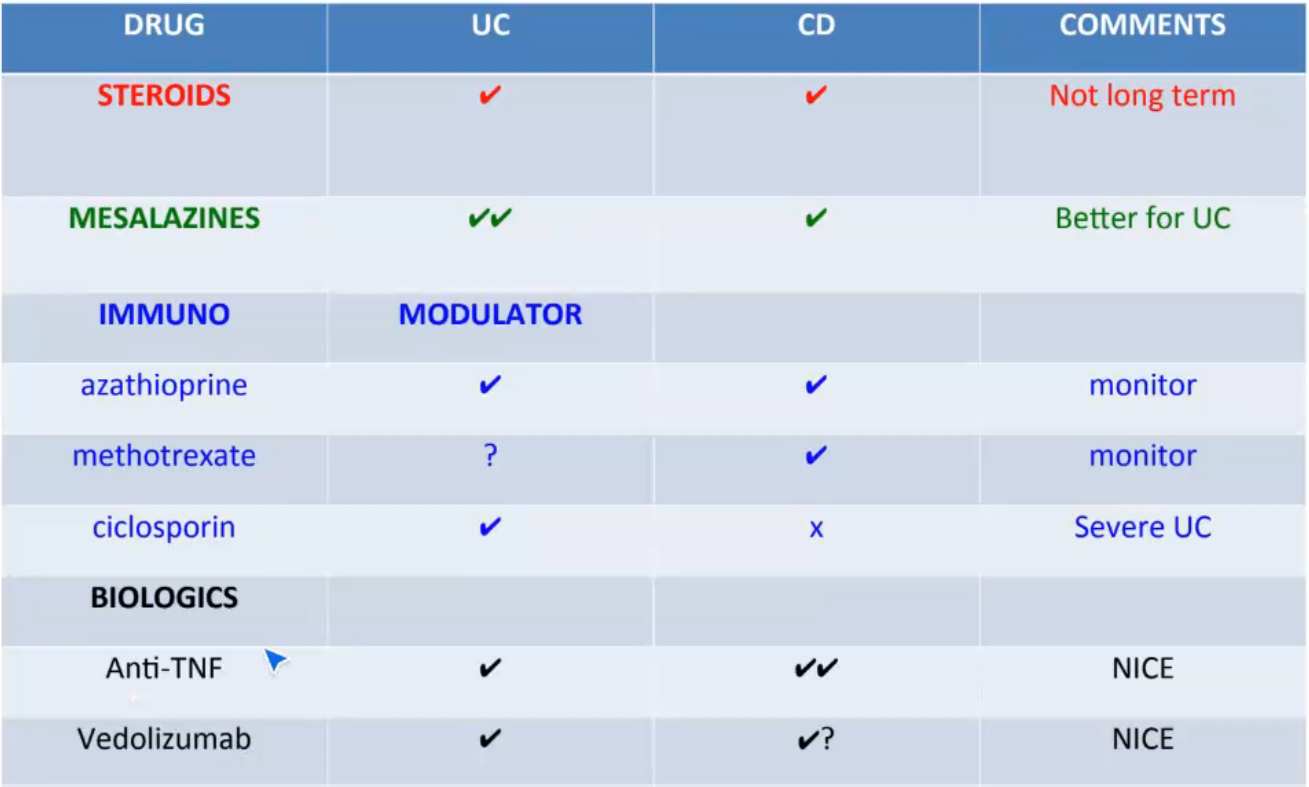 DRUG UC CD COMMENTS
STEROIDS ✔ ✔ Not long term
MESALAZINES ✔✔ ✔ Better for UC
IMMUNO MODULATOR
azathioprine ✔ ✔ monitor
methotrexate ? ✔ monitor
ciclosporin ✔ x Severe UC
BIOLOGICS
Anti-TNF ✔ ✔✔ NICE
Vedolizumab ✔ ✔? NICE